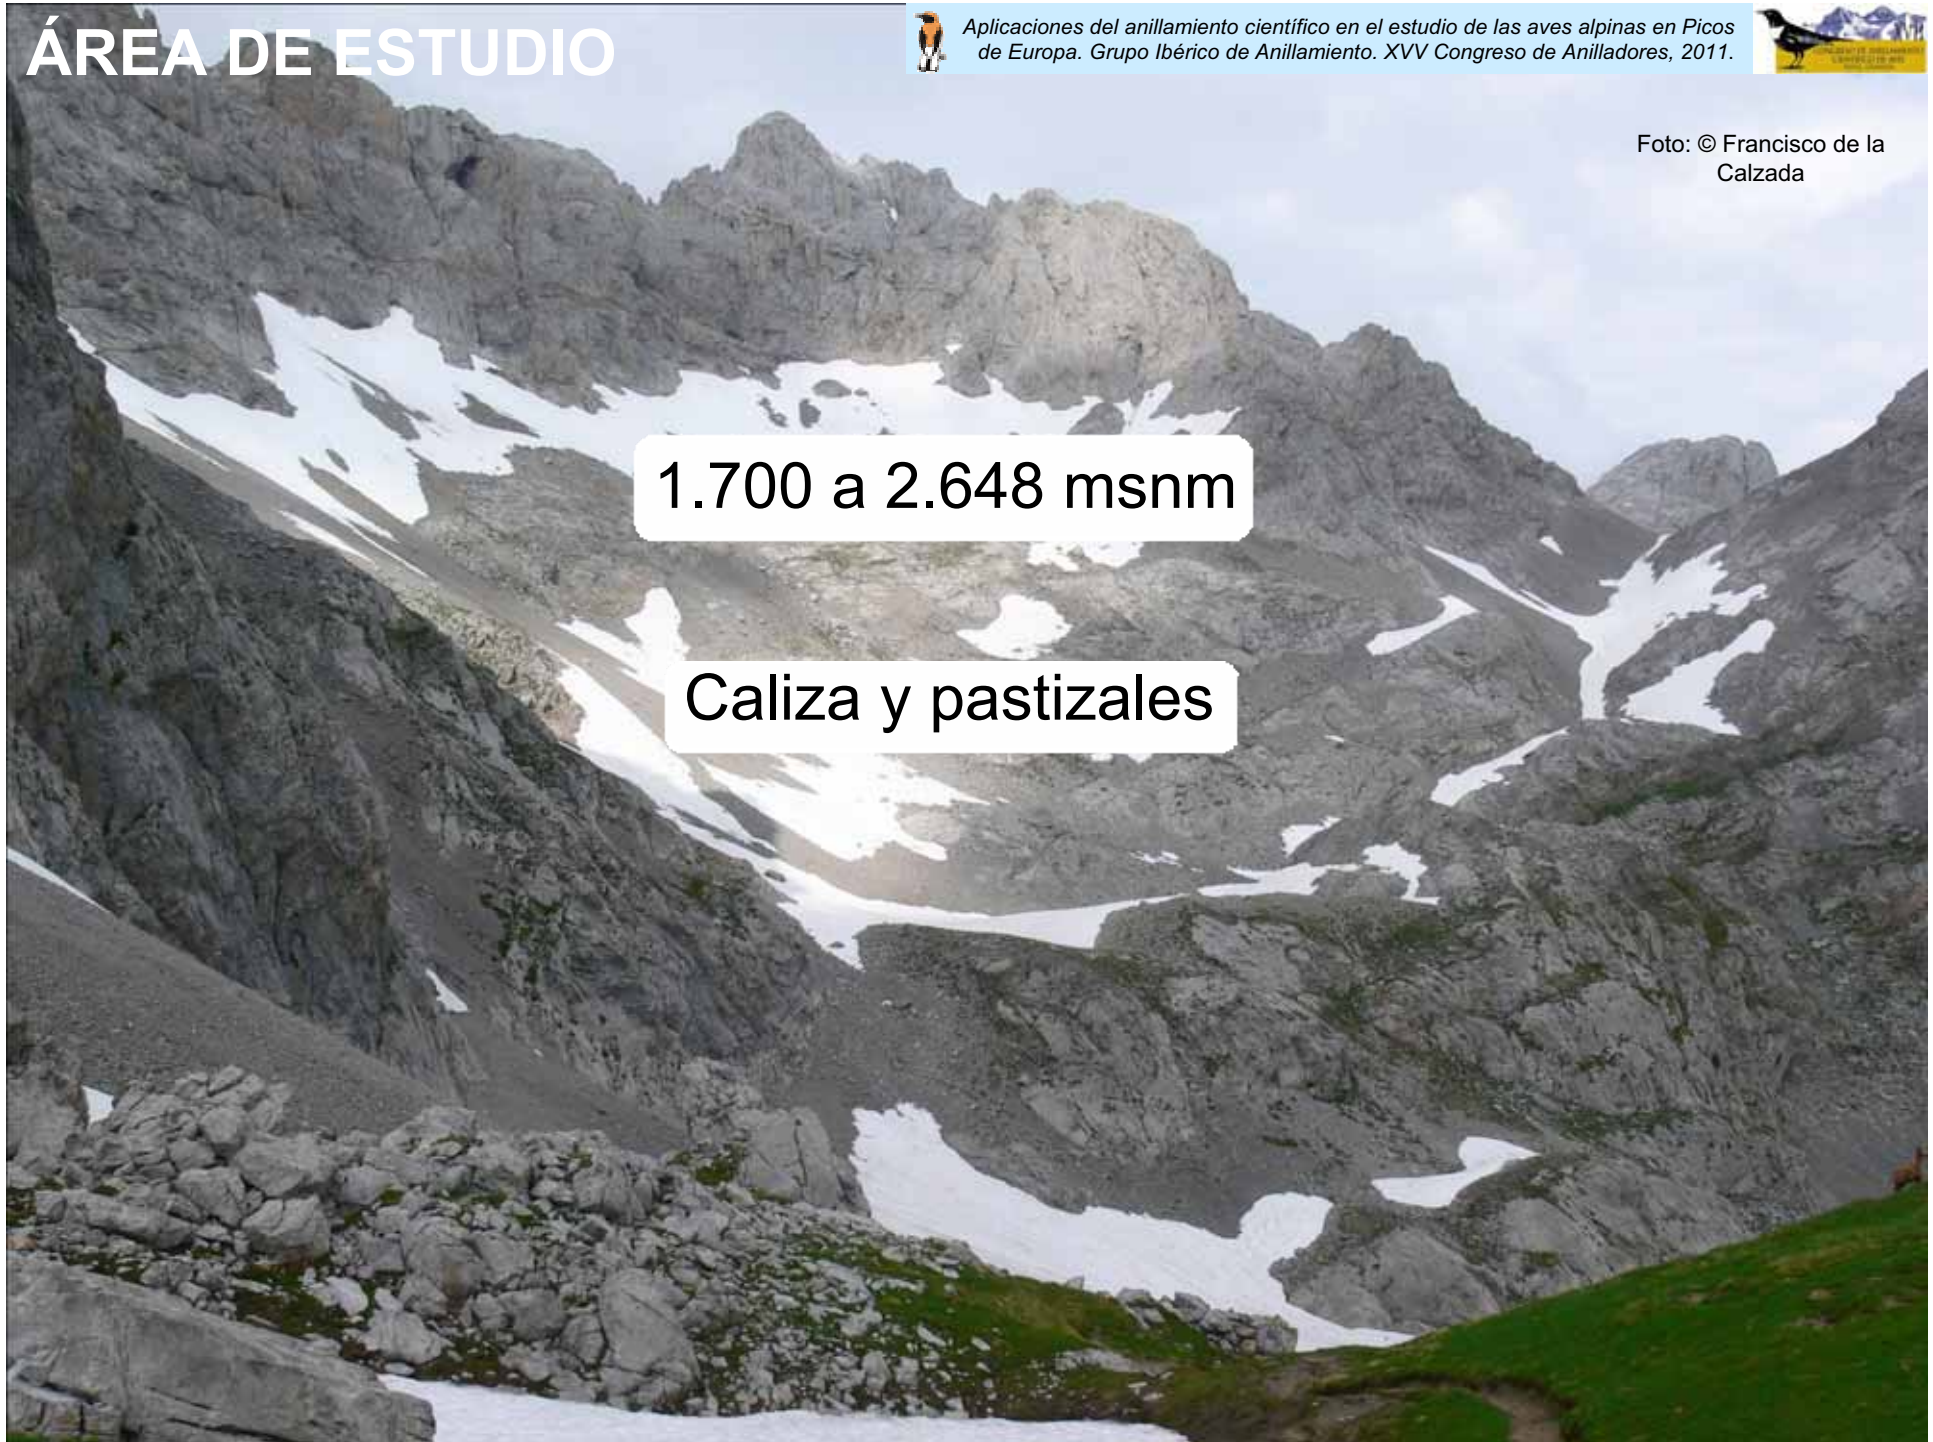 ÁREA DE ESTUDIO
Aplicaciones del anillamiento científico en el estudio de las aves alpinas en Picos
de Europa. Grupo Ibérico de Anillamiento. XVV Congreso de Anilladores, 2011.
Foto: © Francisco de la
Calzada
1.700 a 2.648 msnm
Caliza y pastizales